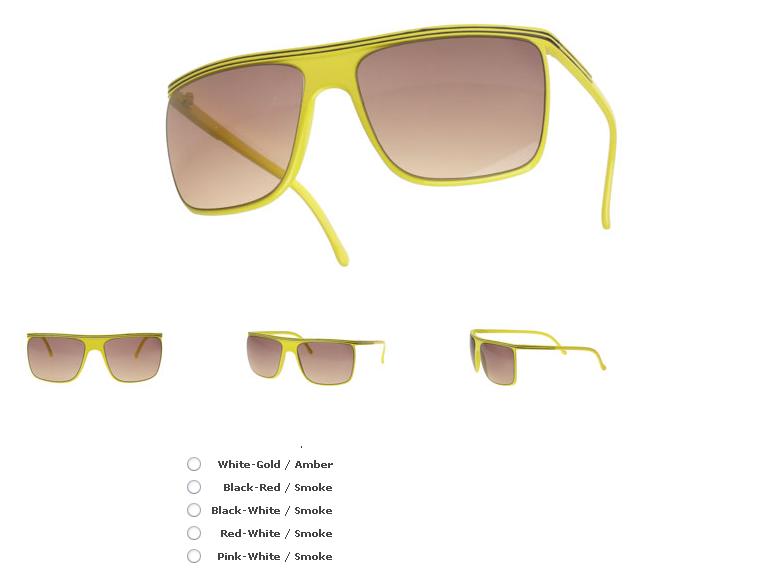 White-Gold / Amber
Black-Red / Smoke
Black-White / Smoke
Red-White / Smoke
Pink-White / Smoke